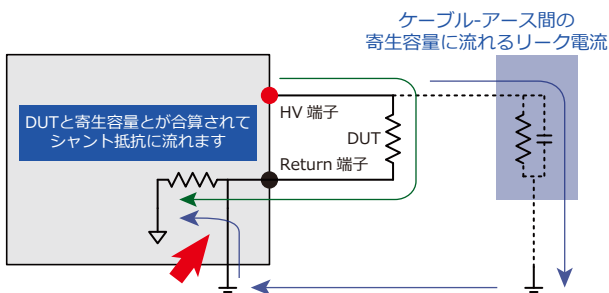 ケーブル-アース間の
寄生容量に流れるリーク電流
DUTと寄生容量とが合算されて
シャント抵抗に流れます
HV 端子
DUT
Return 端子